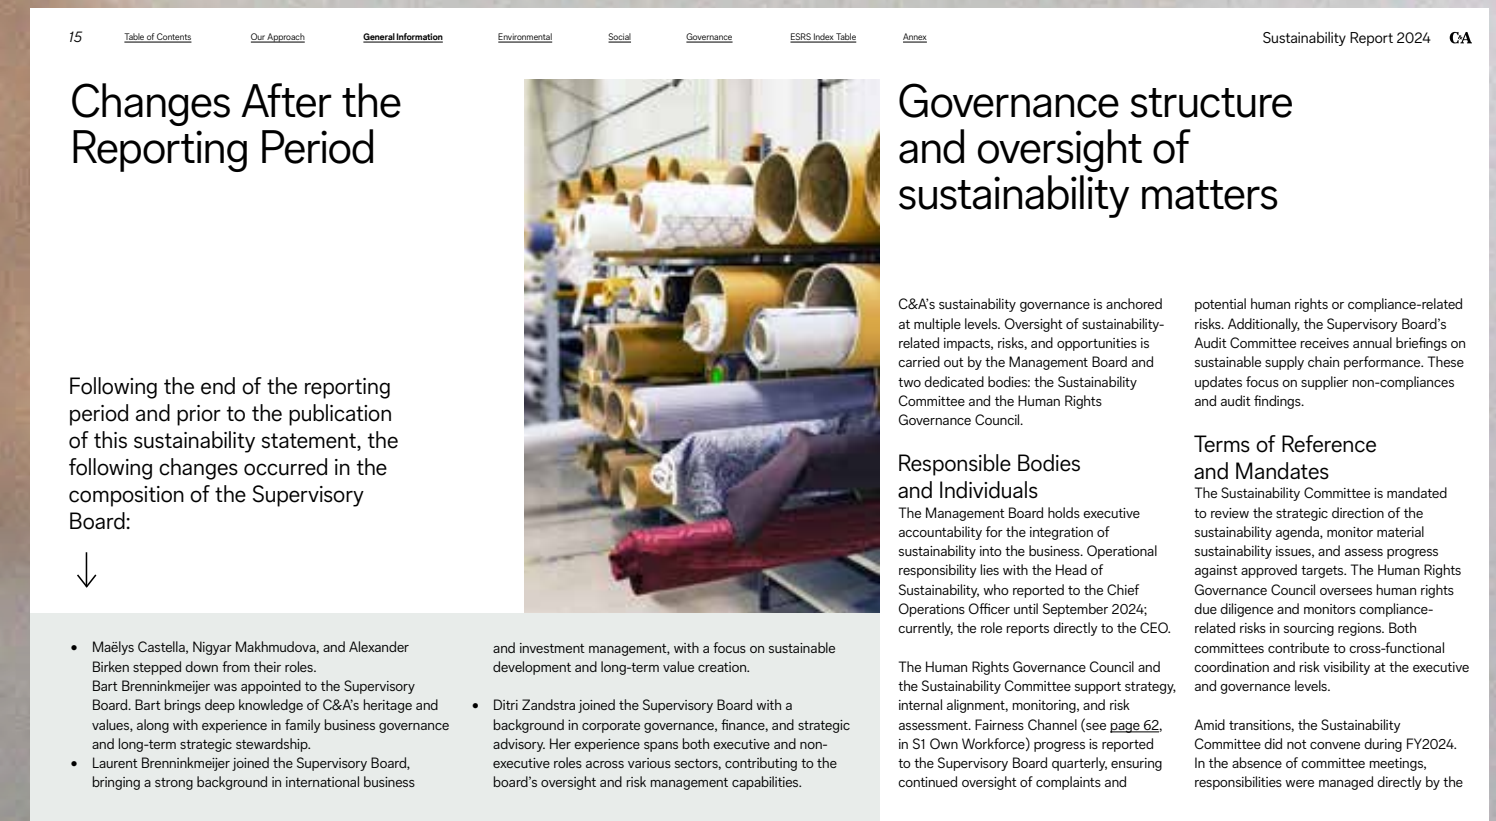 15
Table of Contents
Our Approach
General Information
Environmental
Social
Governance
ESRS Index Table
Annex
Sustainability Report 2024
C&A
Changes After the
Reporting Period
Following the end of the reporting
period and prior to the publication
of this sustainability statement, the
following changes occurred in the
composition of the Supervisory
Board:
• Maëlys Castella, Nigyar Makhmudova, and Alexander
Birken stepped down from their roles.
Bart Brenninkmeijer was appointed to the Supervisory
Board. Bart brings deep knowledge of C&A's heritage and
values, along with experience in family business governance
and long-term strategic stewardship.
• Laurent Brenninkmeijer joined the Supervisory Board,
bringing a strong background in international business
and investment management, with a focus on sustainable
development and long-term value creation.
• Ditri Zandstra joined the Supervisory Board with a
background in corporate governance, finance, and strategic
advisory. Her experience spans both executive and non-
executive roles across various sectors, contributing to the
board's oversight and risk management capabilities.
Governance structure
and oversight of
sustainability matters
C&A's sustainability governance is anchored
at multiple levels. Oversight of sustainability-
related impacts, risks, and opportunities is
carried out by the Management Board and
two dedicated bodies: the Sustainability
Committee and the Human Rights
Governance Council.
Responsible Bodies
and Individuals
The Management Board holds executive
accountability for the integration of
sustainability into the business. Operational
responsibility lies with the Head of
Sustainability, who reported to the Chief
Operations Officer until September 2024;
currently, the role reports directly to the CEO.
The Human Rights Governance Council and
the Sustainability Committee support strategy,
internal alignment, monitoring, and risk
assessment. Fairness Channel (see page 62,
in S1 Own Workforce) progress is reported
to the Supervisory Board quarterly, ensuring
continued oversight of complaints and
potential human rights or compliance-related
risks. Additionally, the Supervisory Board's
Audit Committee receives annual briefings on
sustainable supply chain performance. These
updates focus on supplier non-compliances
and audit findings.
Terms of Reference
and Mandates
The Sustainability Committee is mandated
to review the strategic direction of the
sustainability agenda, monitor material
sustainability issues, and assess progress
against approved targets. The Human Rights
Governance Council oversees human rights
due diligence and monitors compliance-
related risks in sourcing regions. Both
committees contribute to cross-functional
coordination and risk visibility at the executive
and governance levels.
Amid transitions, the Sustainability
Committee did not convene during FY2024.
In the absence of committee meetings,
responsibilities were managed directly by the